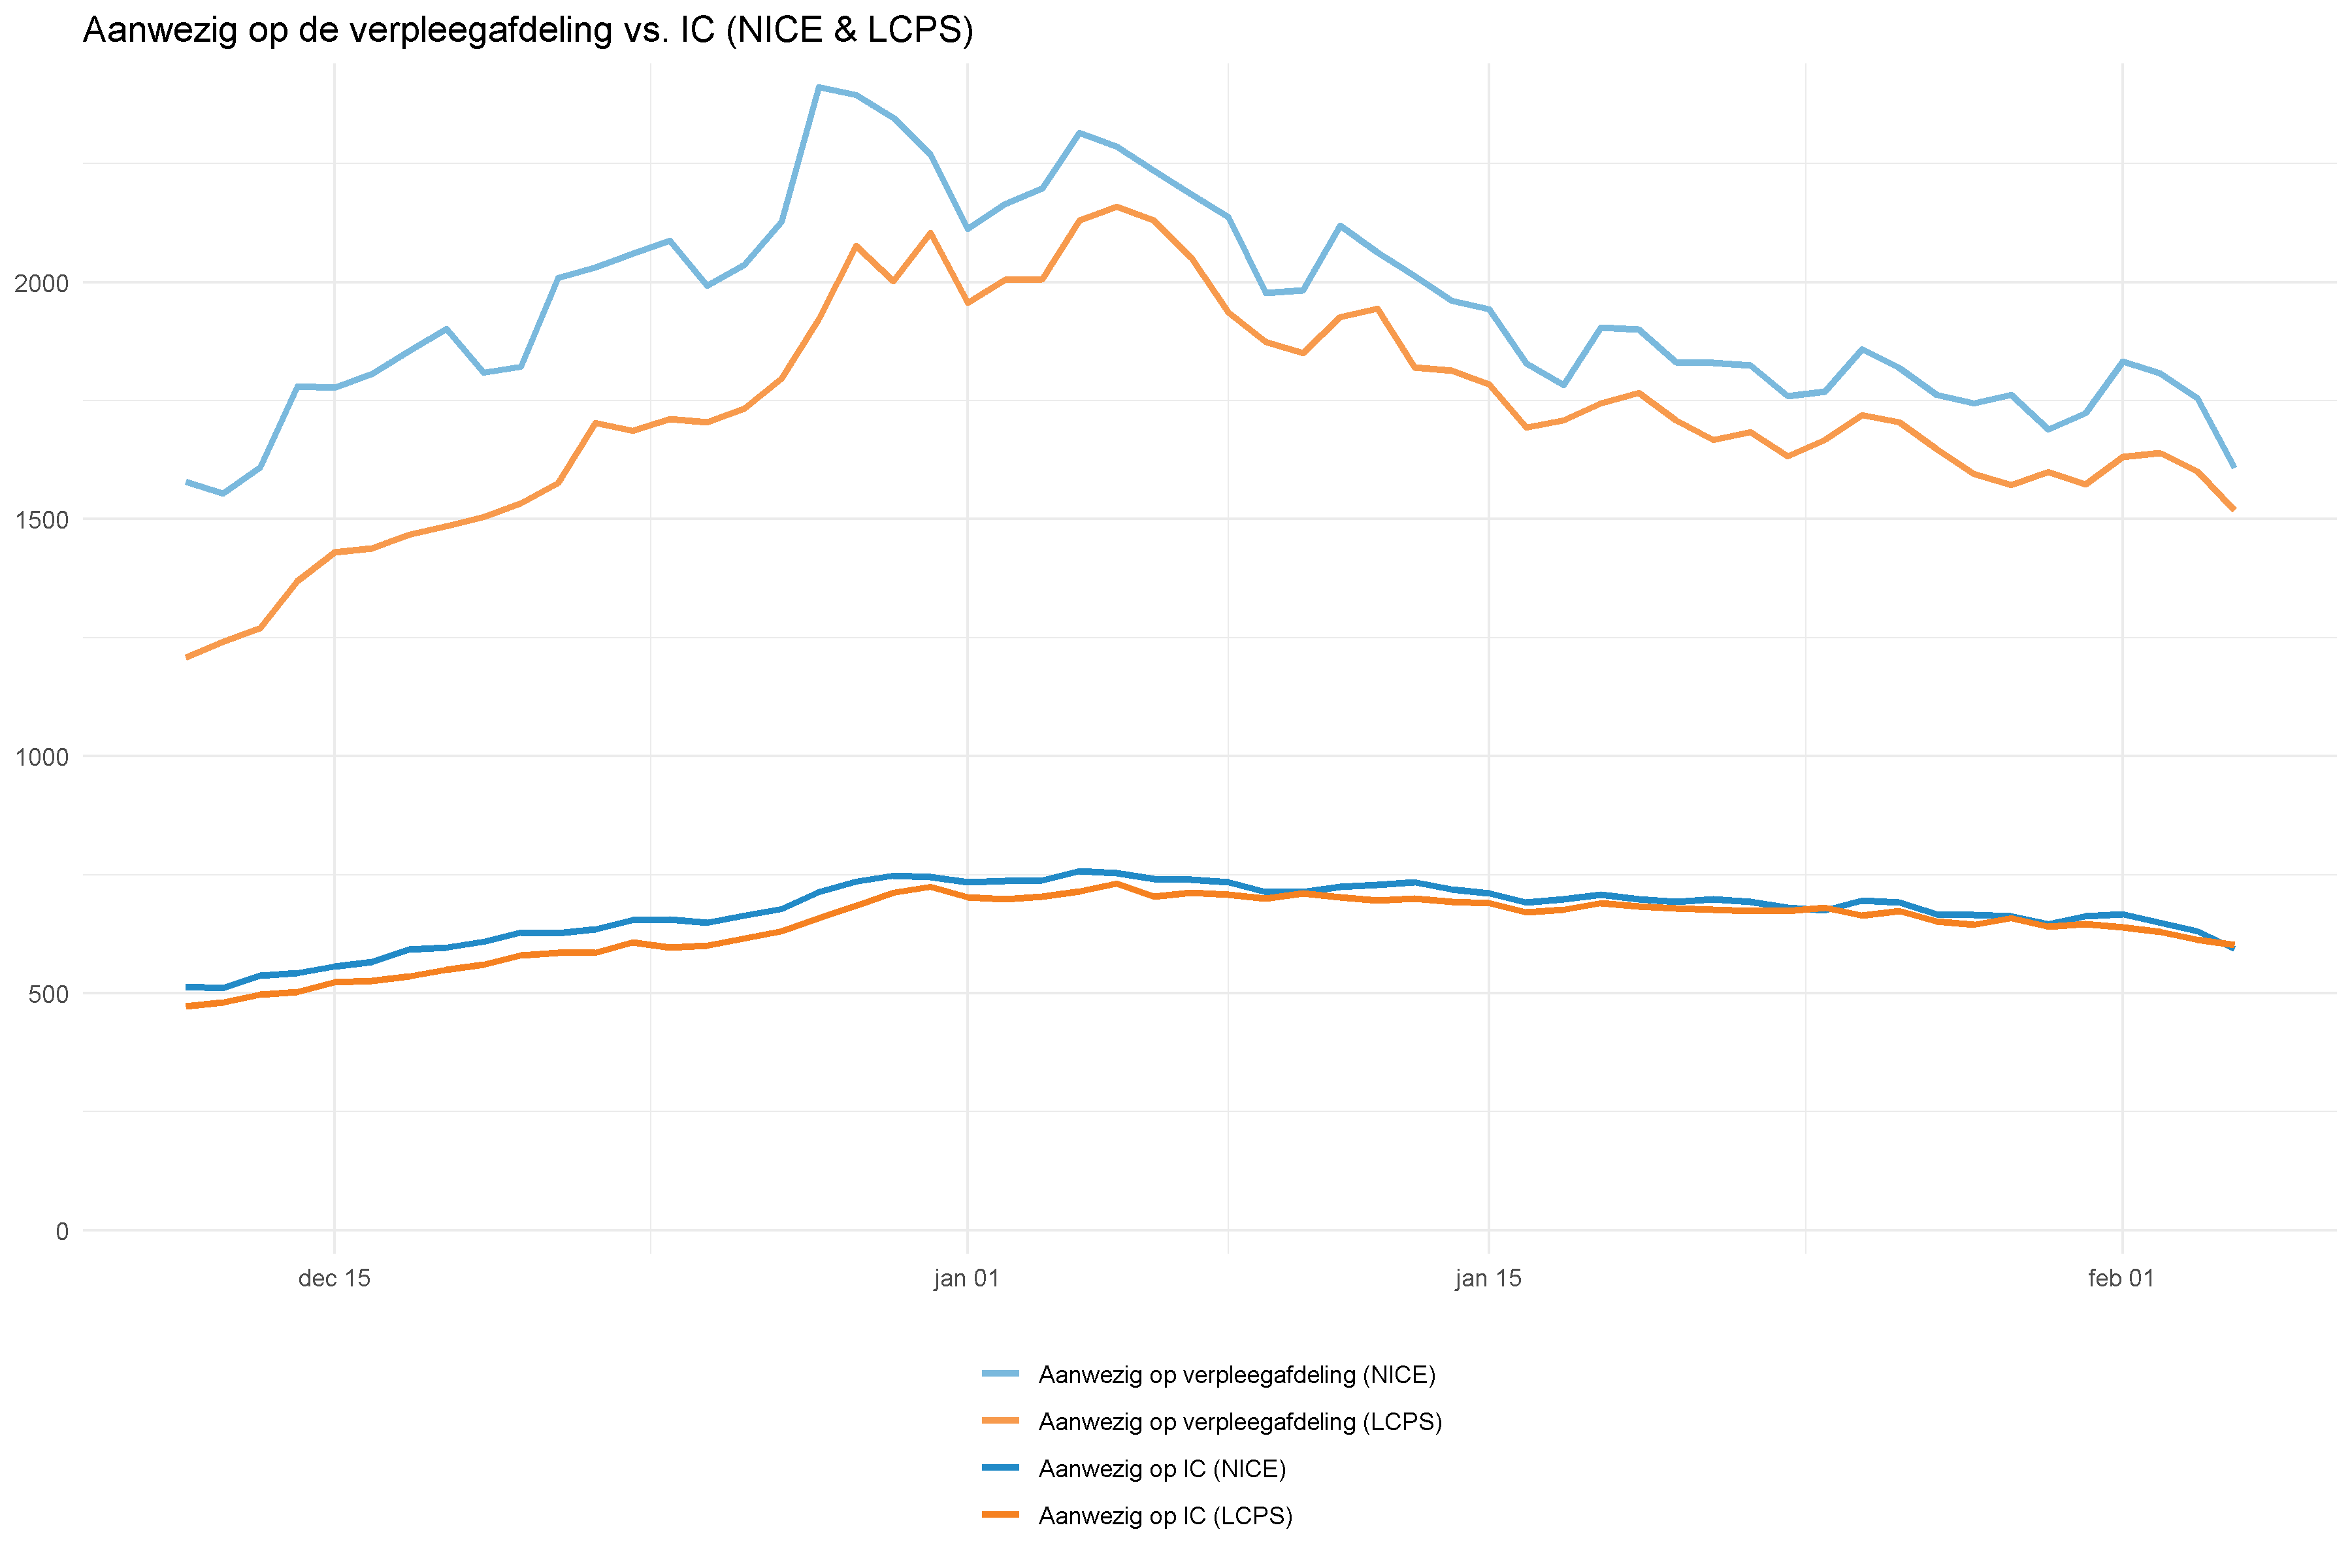 Aanwezig op de verpleegafdeling vs. IC (NICE & LCPS)
2000
1500
1000
500
0
dec 15
jan 01
jan 15
feb 01
Aanwezig op verpleegafdeling (NICE)
Aanwezig op verpleegafdeling (LCPS)
Aanwezig op IC (NICE)
Aanwezig op IC (LCPS)